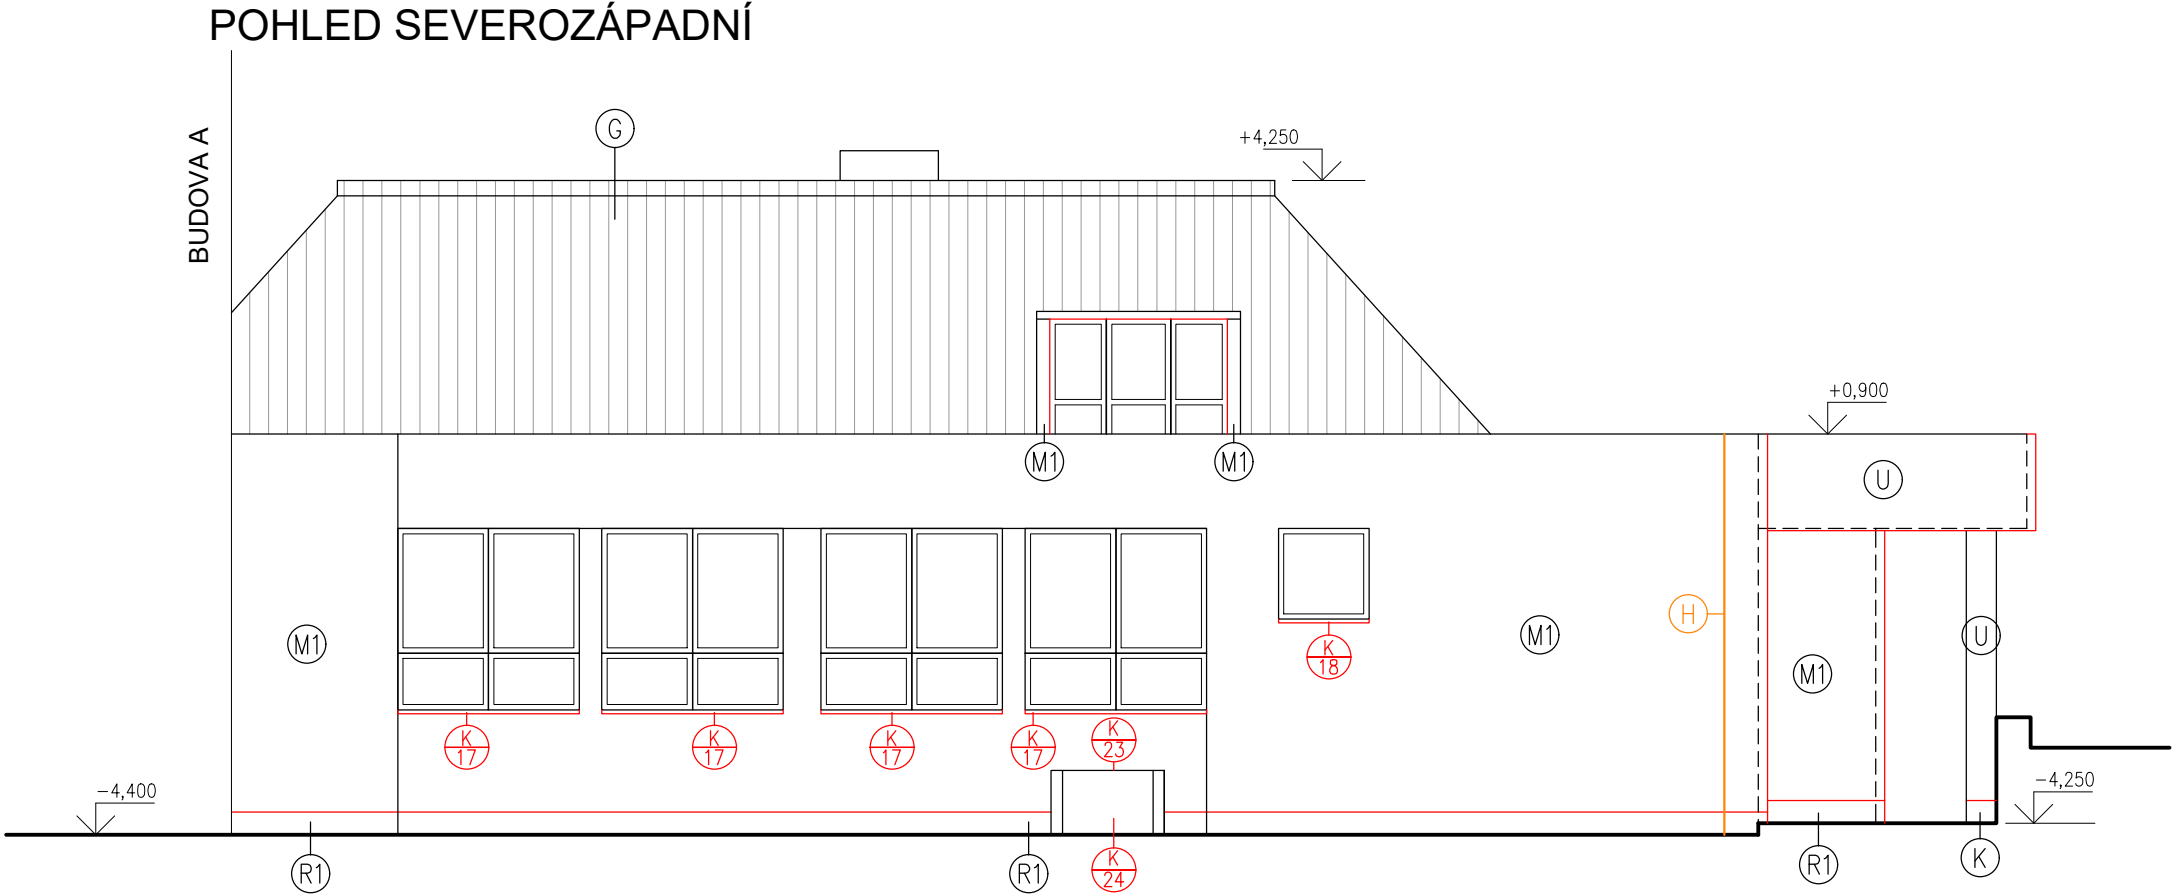 POHLED SEVEROZÁPADNÍ
BUDOVA A
G
+4,250
+0,900
M1
M1
U
H
M1
M1
M1
U
K
18
K
17
K
17
K
17
K
17
K
23
-4,400
-4,250
R1
R1
K
24
R1
K